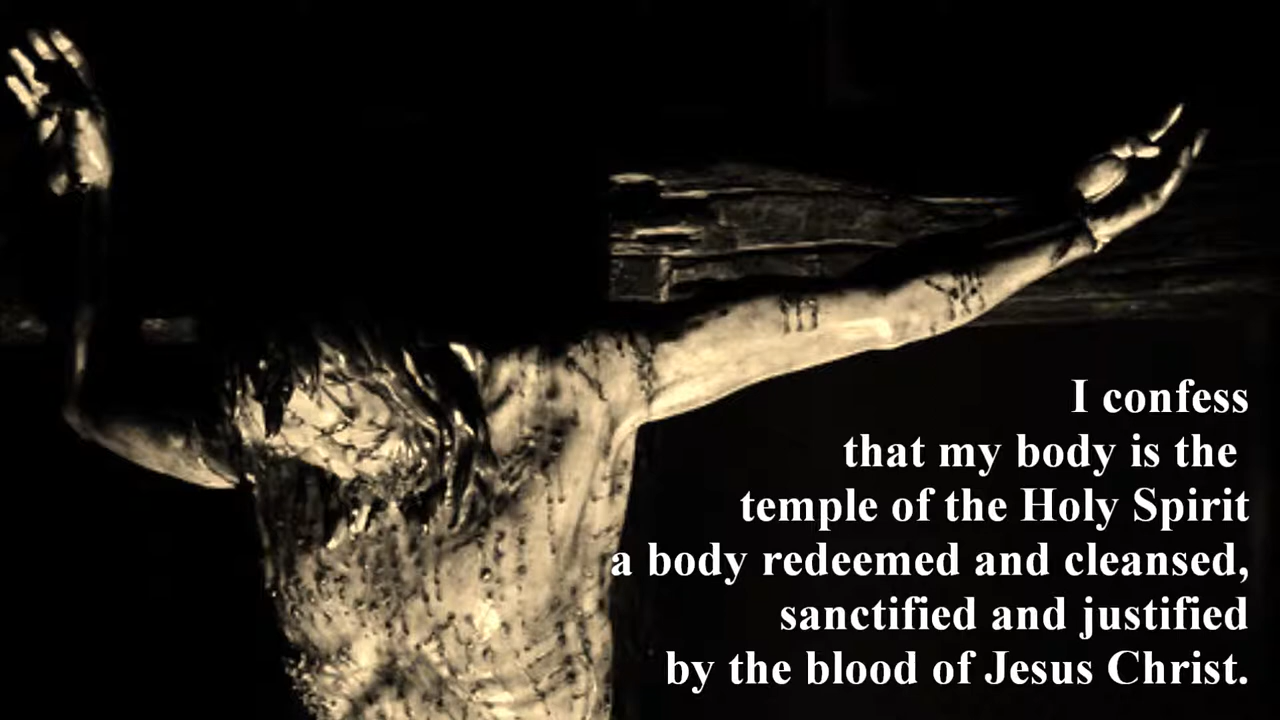 I confess
that my body is the
temple of the Holy Spirit
a body redeemed and cleansed,
sanctified and justified
by the blood of Jesus Christ.